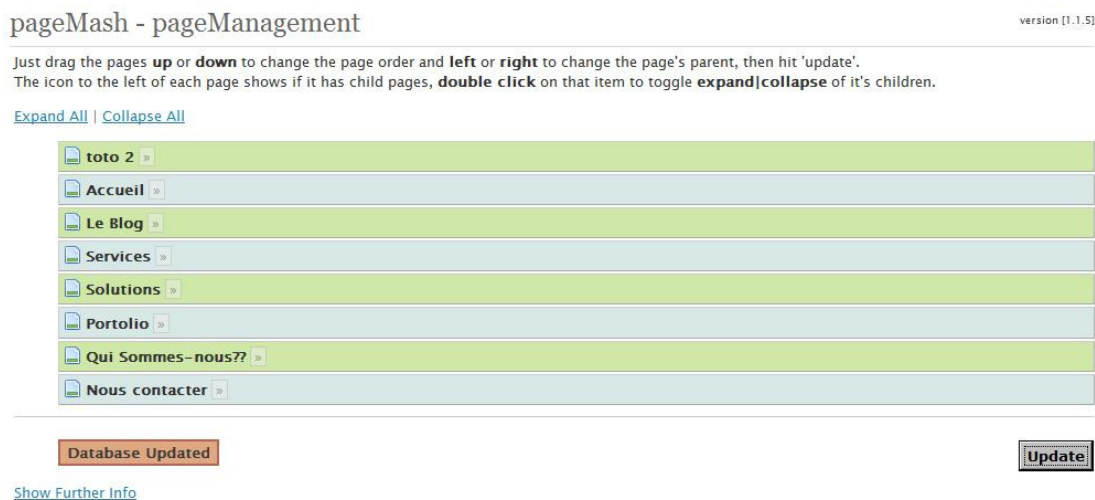 pageMash - pageManagement
version [1.1.5]
Just drag the pages up or down to change the page order and left or right to change the page's parent, then hit 'update'.
The icon to the left of each page shows if it has child pages, double click on that item to toggle expand|collapse of it's children.
Expand All | Collapse All
toto 2 »
Accueil »
Le Blog »
Services »
Solutions »
Portolio »
Qui Sommes-nous?? »
Nous contacter »
Database Updated
Update
Show Further Info